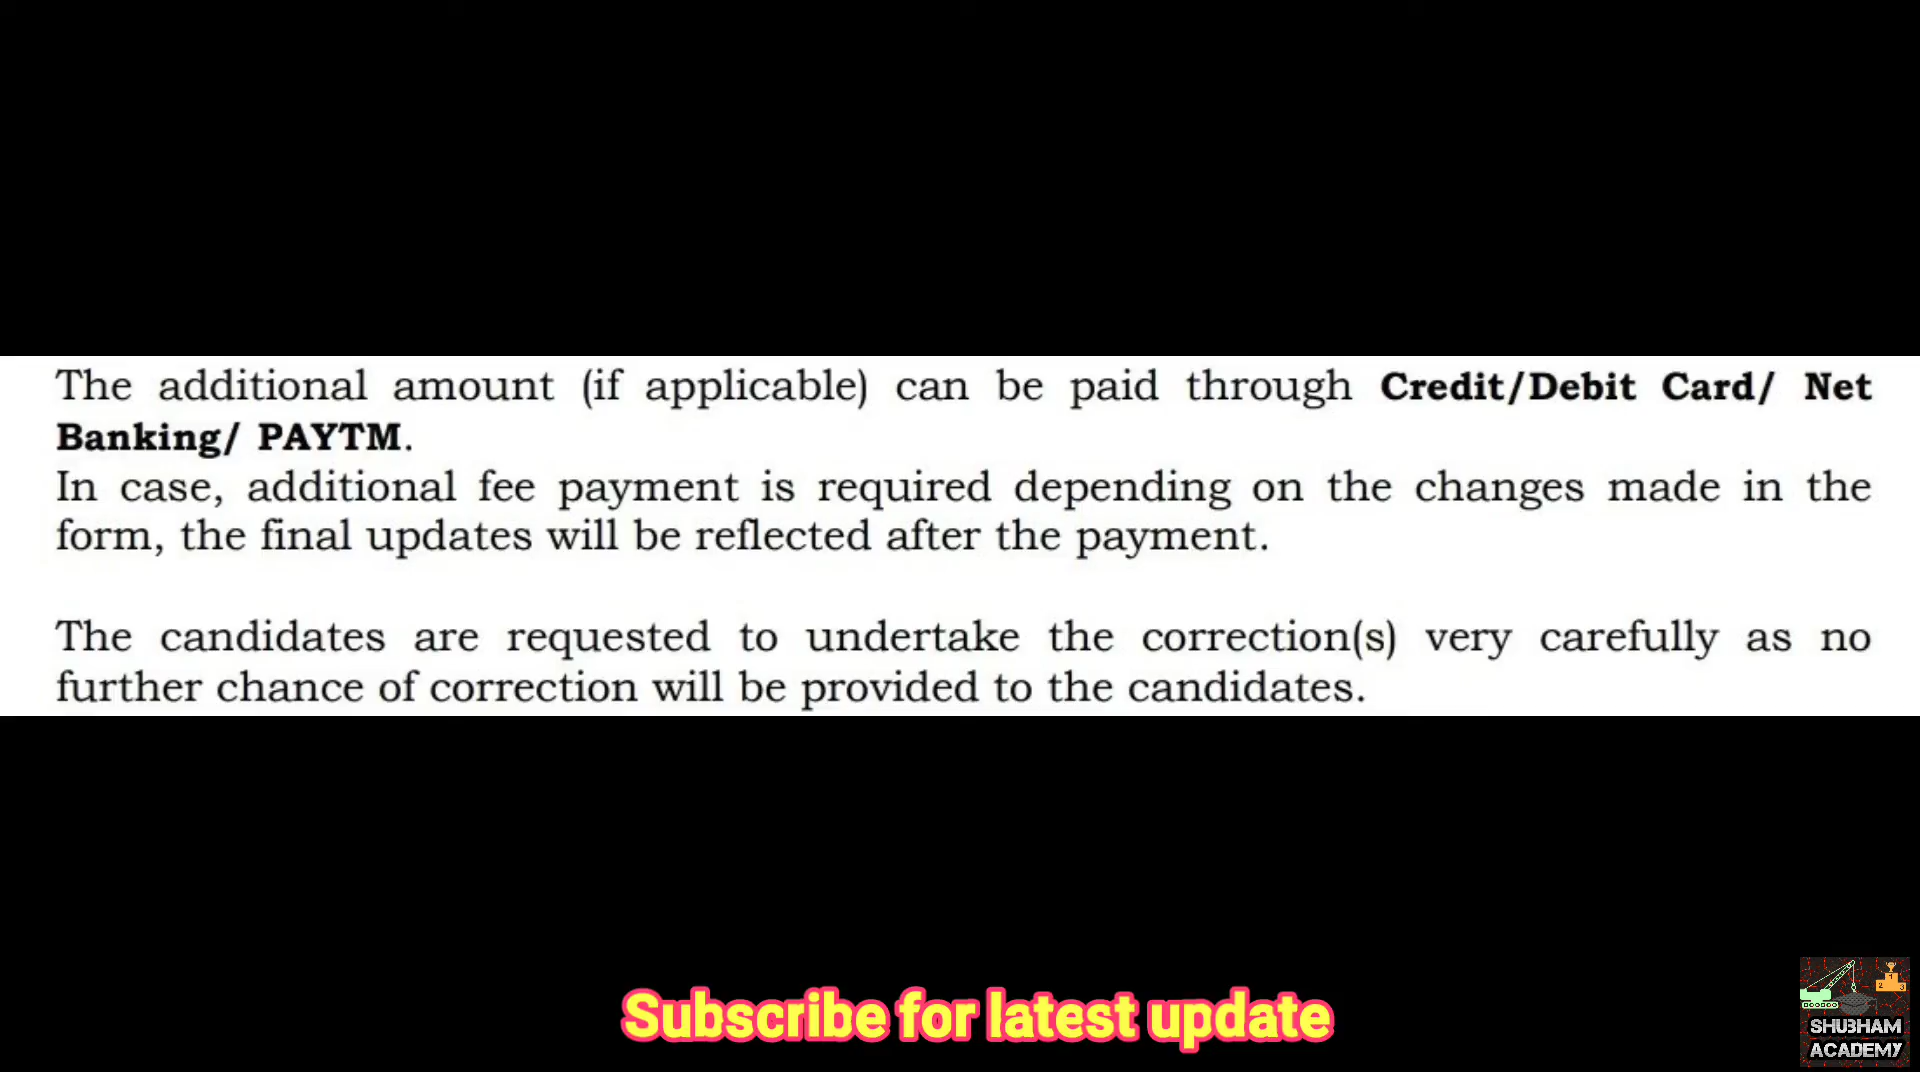 The additional amount (if applicable) can be paid through Credit/Debit Card/ Net
Banking/ PAYTM.
In case, additional fee payment is required depending on the changes made in the
form, the final updates will be reflected after the payment.
The candidates are requested to undertake the correction(s) very carefully as no
further chance of correction will be provided to the candidates.
Subscribe for latest update
1
2 3
SHUBHAM
ACADEMY